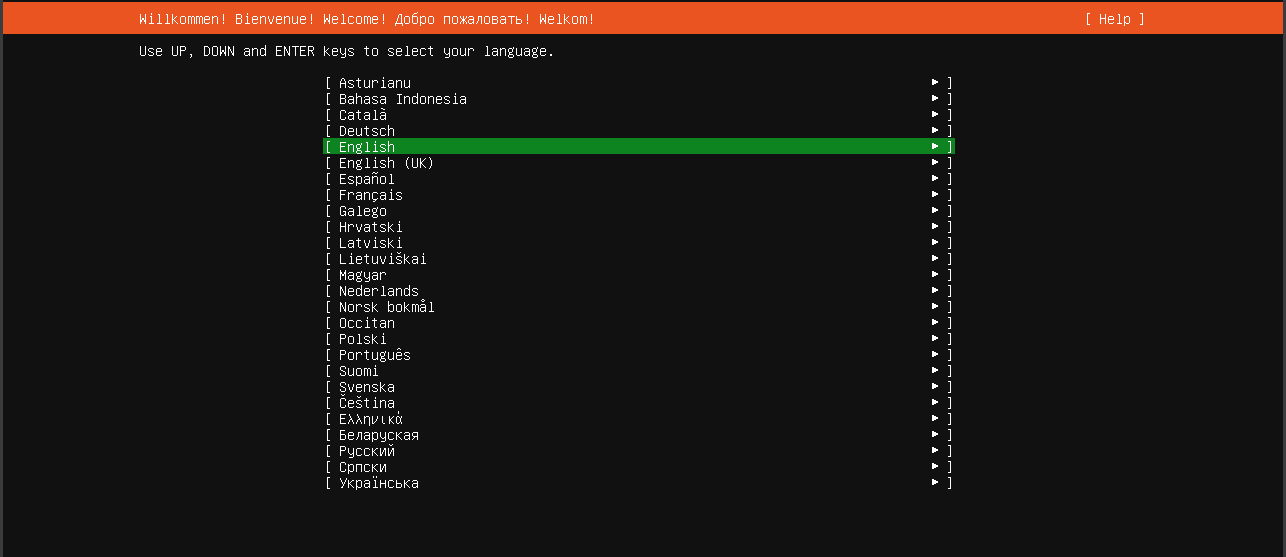 Willkommen! Bienvenue! Welcome! Добро пожаловать! Welkom! [ Help ]
Use UP, DOWN and ENTER keys to select your language.
[ Asturianu ► ]
[ Bahasa Indonesia ► ]
[ Català ► ]
[ Deutsch ► ]
[ English ► ]
[ English (UK) ► ]
[ Español ► ]
[ Français ► ]
[ Galego ► ]
[ Hrvatski ► ]
[ Latviski ► ]
[ Lietuviškai ► ]
[ Magyar ► ]
[ Nederlands ► ]
[ Norsk bokmål ► ]
[ Occitan ► ]
[ Polski ► ]
[ Português ► ]
[ Suomi ► ]
[ Svenska ► ]
[ Čeština ► ]
[ Ελληνικά ► ]
[ Беларуская ► ]
[ Русский ► ]
[ Српски ► ]
[ Українська ► ]